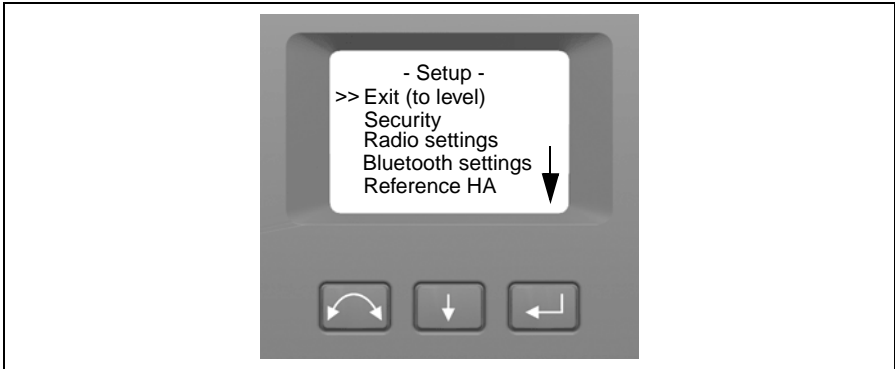 - Setup -
>> Exit (to level)
Security
Radio settings
Bluetooth settings
Reference HA